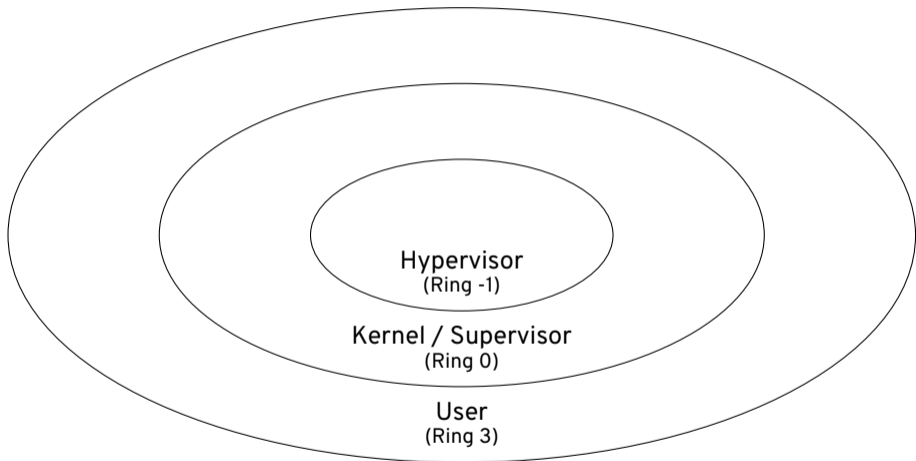 Hypervisor
(Ring -1)
Kernel / Supervisor
(Ring 0)
User
(Ring 3)